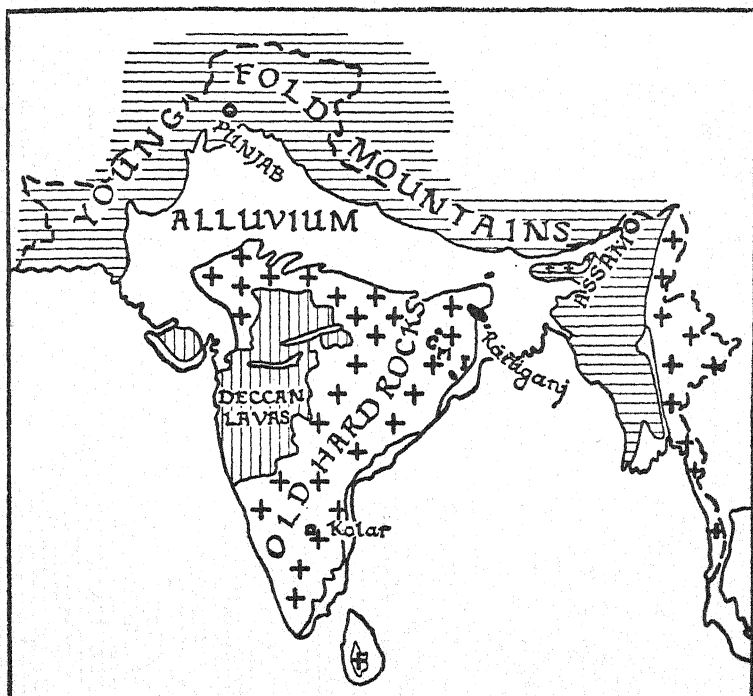 YOUNG FOLD MOUNTAINS
PUNJAB
ALLUVIUM
ASSAM
Raniganj
DECCAN
LAVAS
OLD HARD ROCKS
Kolar